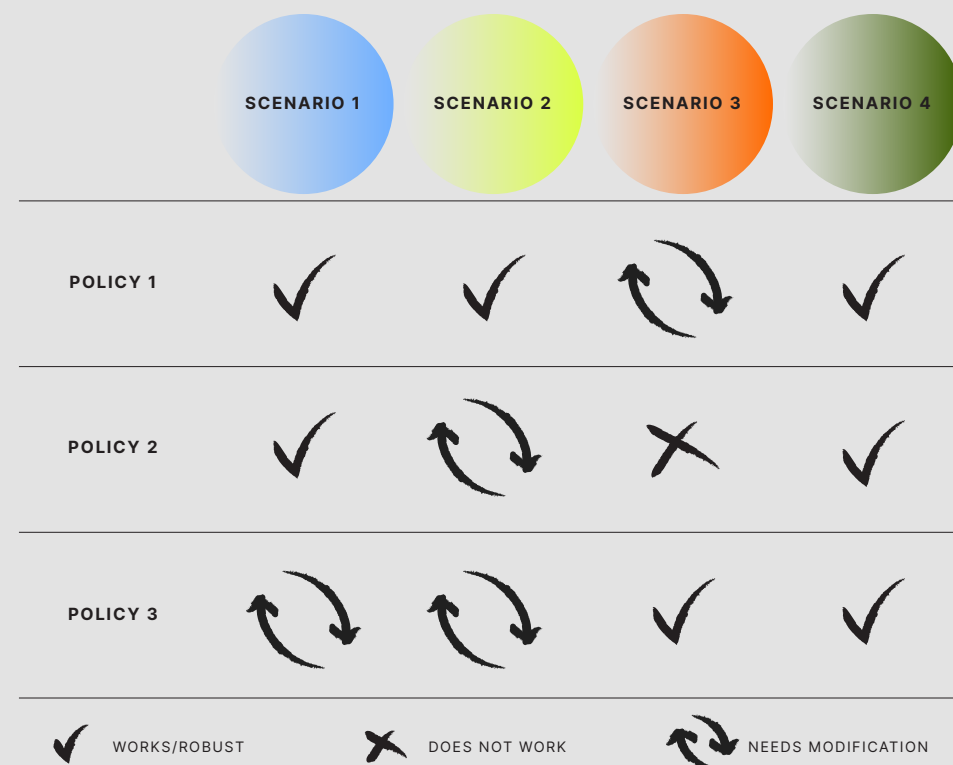 SCENARIO 1
SCENARIO 2
SCENARIO 3
SCENARIO 4
POLICY 1
POLICY 2
POLICY 3
WORKS/ROBUST
DOES NOT WORK
NEEDS MODIFICATION